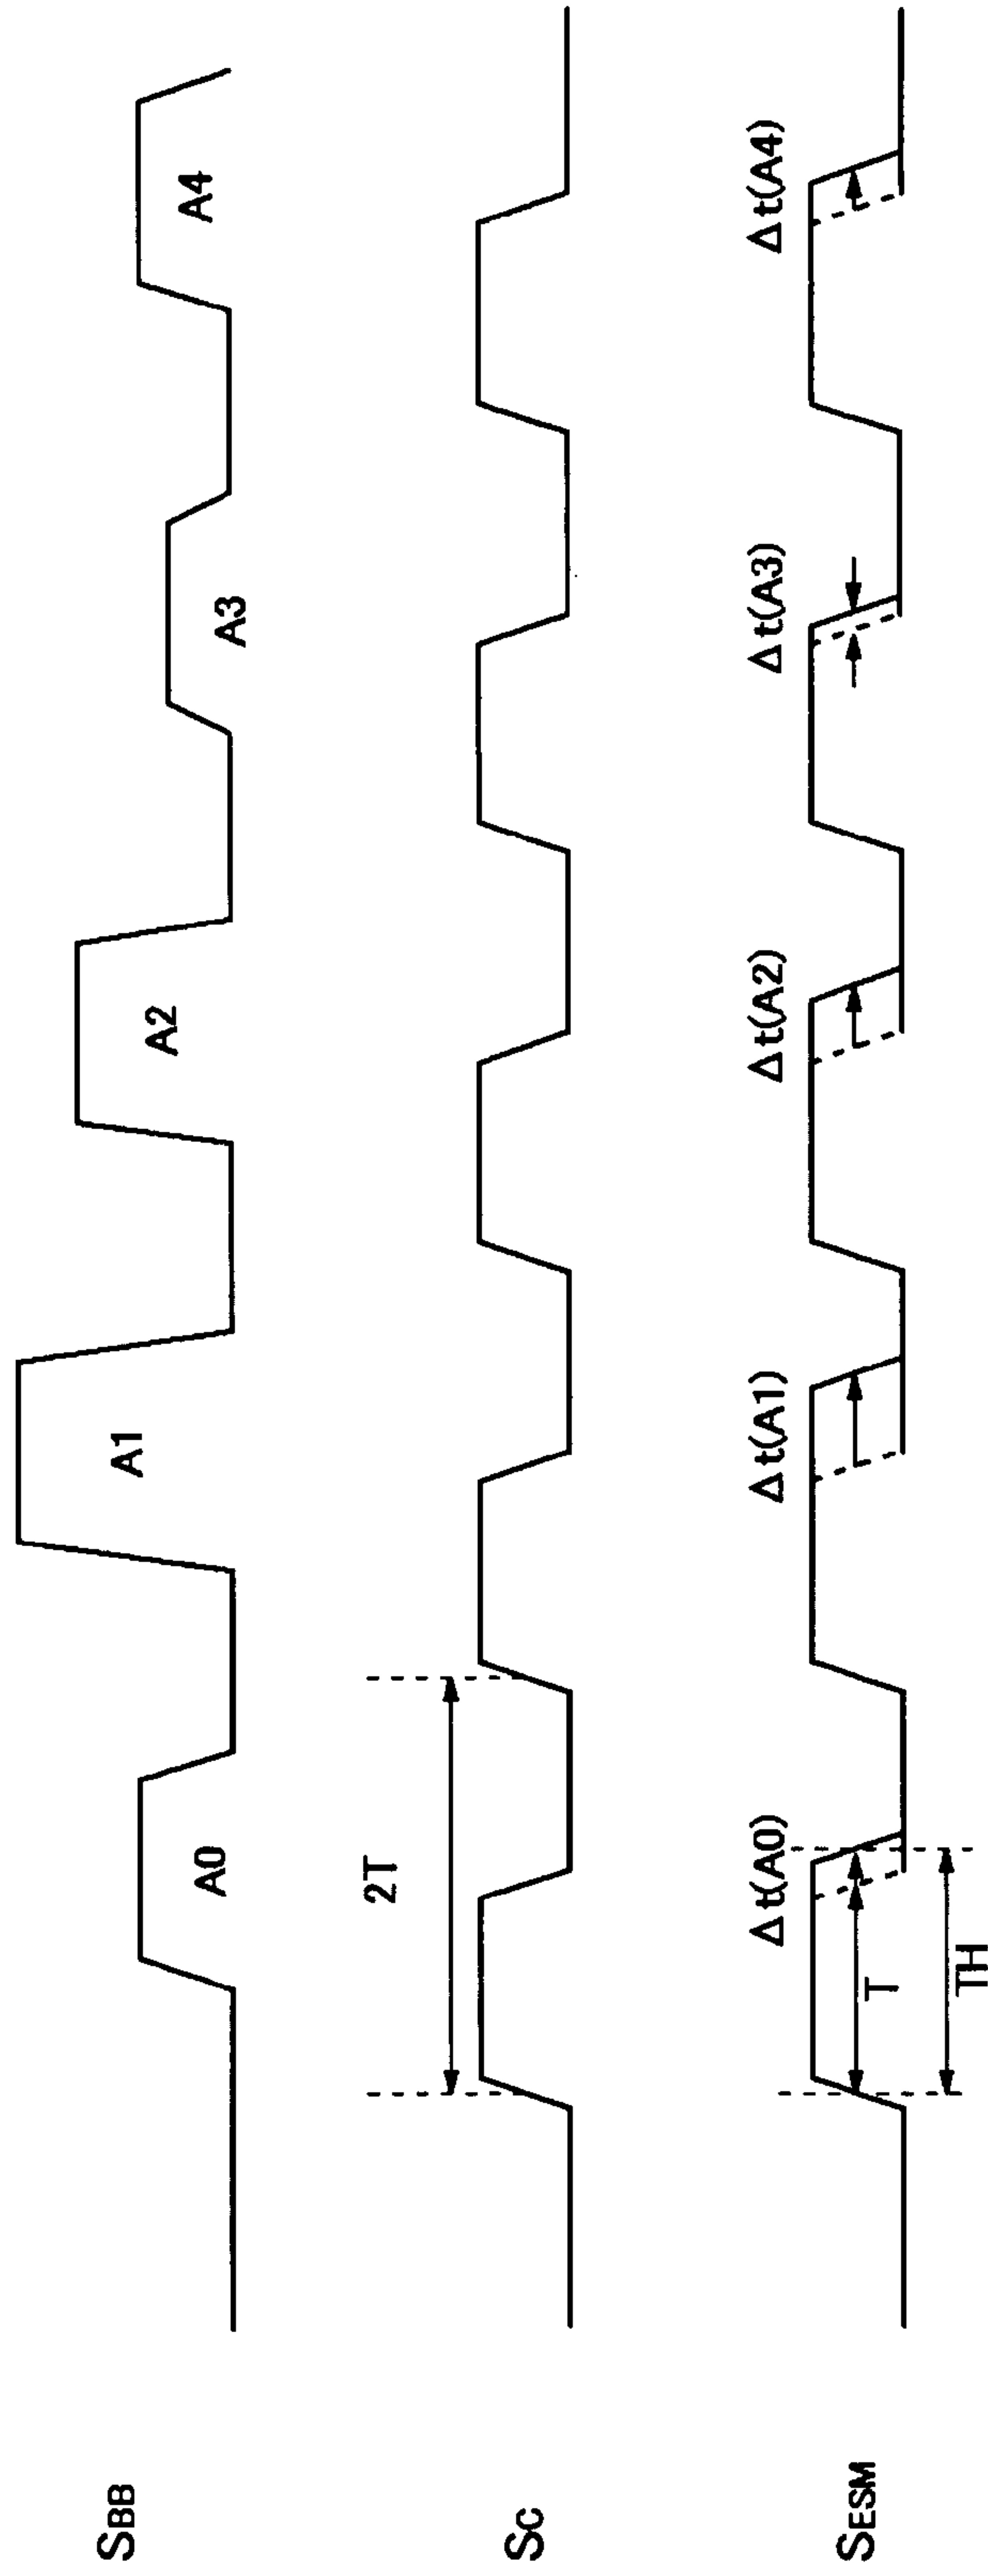 SBB
A0
A1
A2
A3
A4
SC
2T
SESM
Δt(A0)
Δt(A1)
Δt(A2)
Δt(A3)
Δt(A4)
T
TH